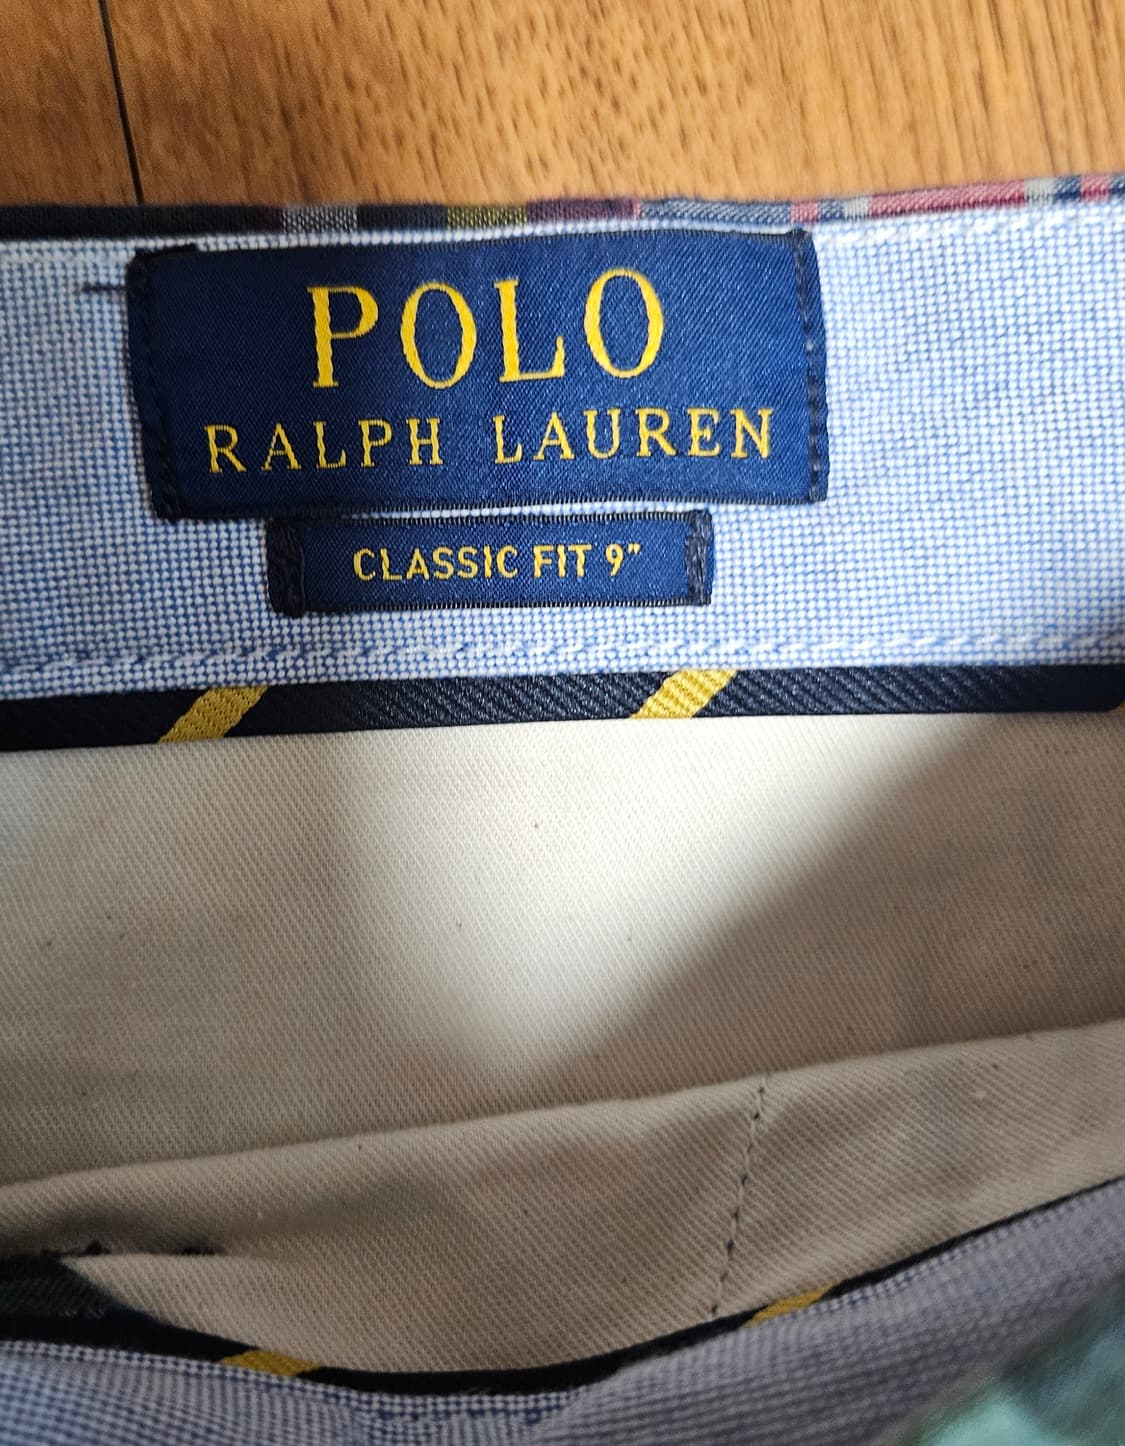 POLO
RALPH LAUREN
CLASSIC FIT 9"